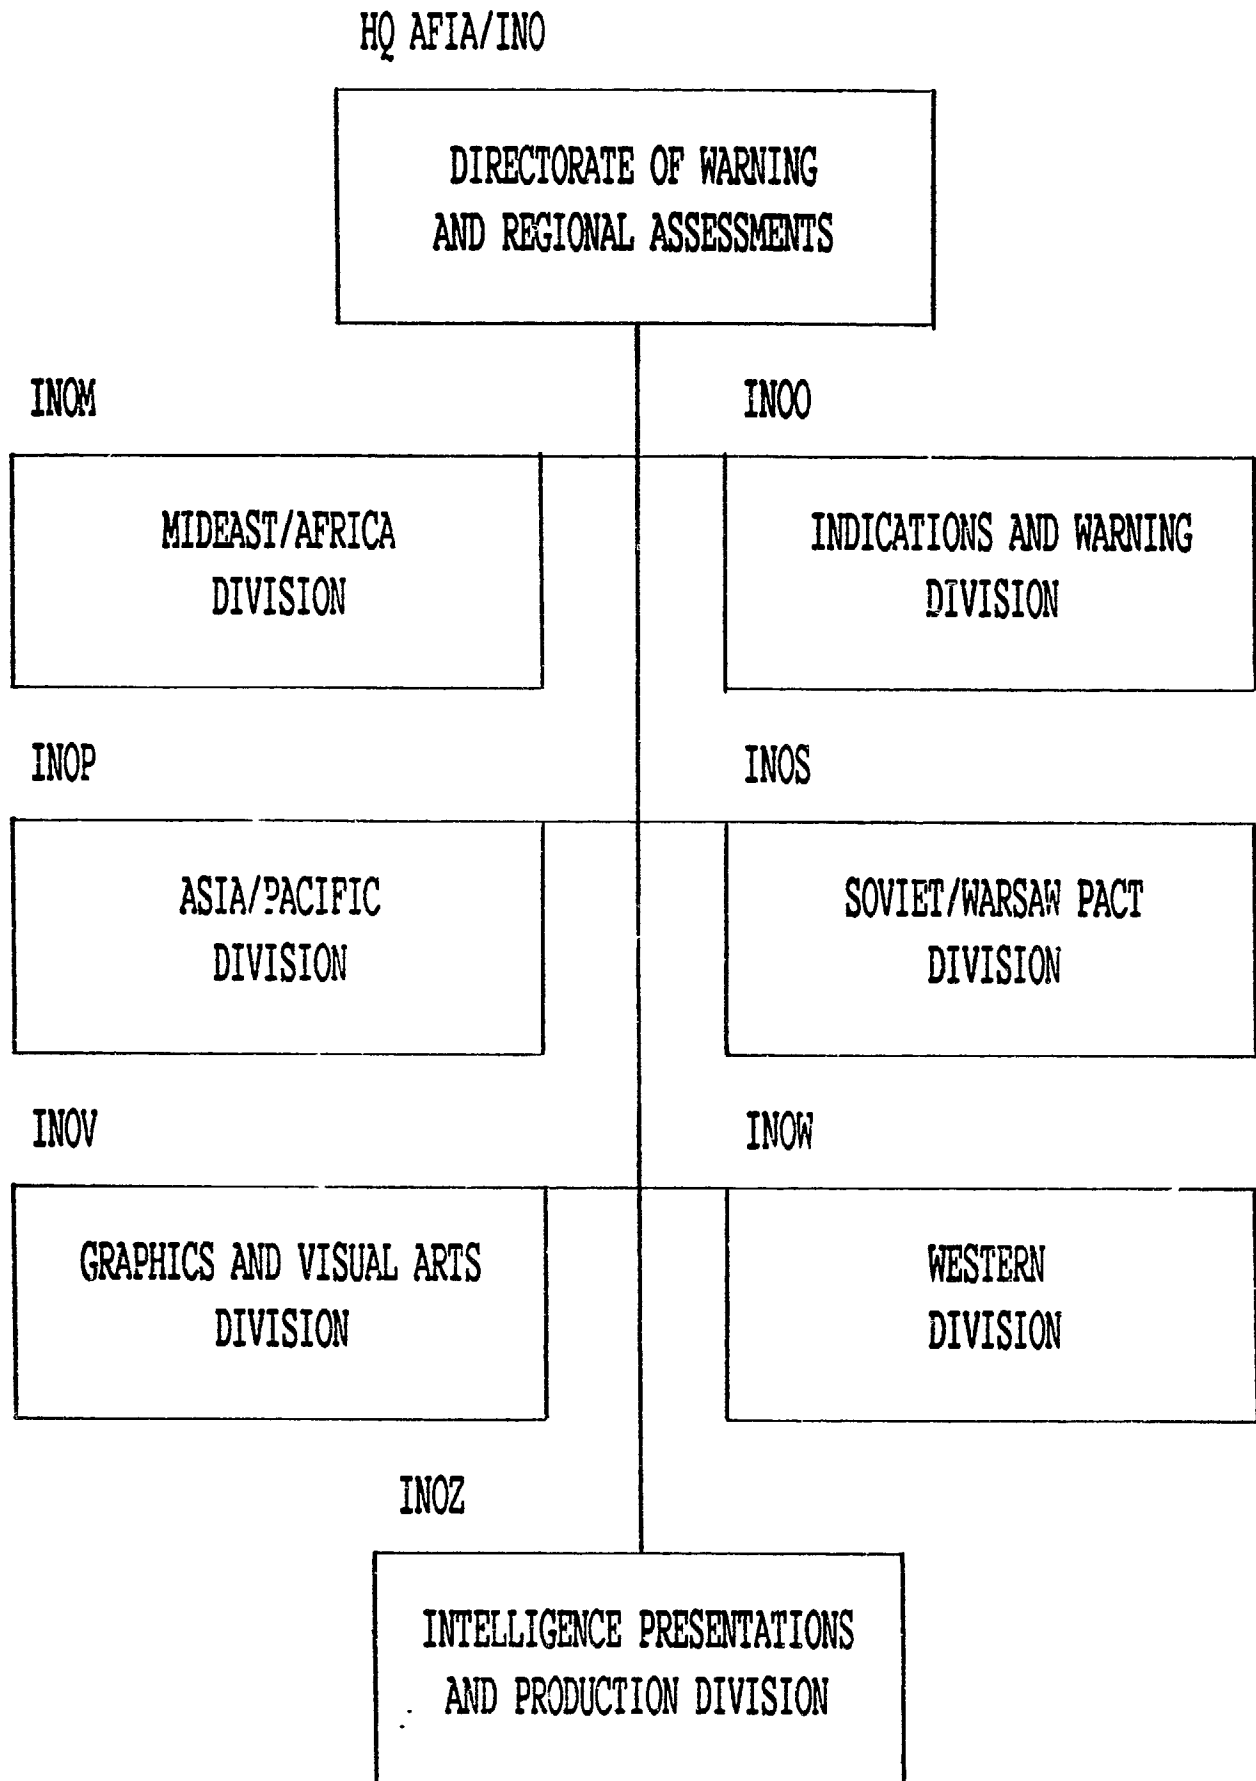 HQ AFIA/INO
DIRECTORATE OF WARNING
AND REGIONAL ASSESSMENTS
INOM
INOO
MIDEAST/AFRICA
DIVISION
INDICATIONS AND WARNING
DIVISION
INOP
INOS
ASIA/PACIFIC
DIVISION
SOVIET/WARSAW PACT
DIVISION
INOV
INOW
GRAPHICS AND VISUAL ARTS
DIVISION
WESTERN
DIVISION
INOZ
INTELLIGENCE PRESENTATIONS
AND PRODUCTION DIVISION